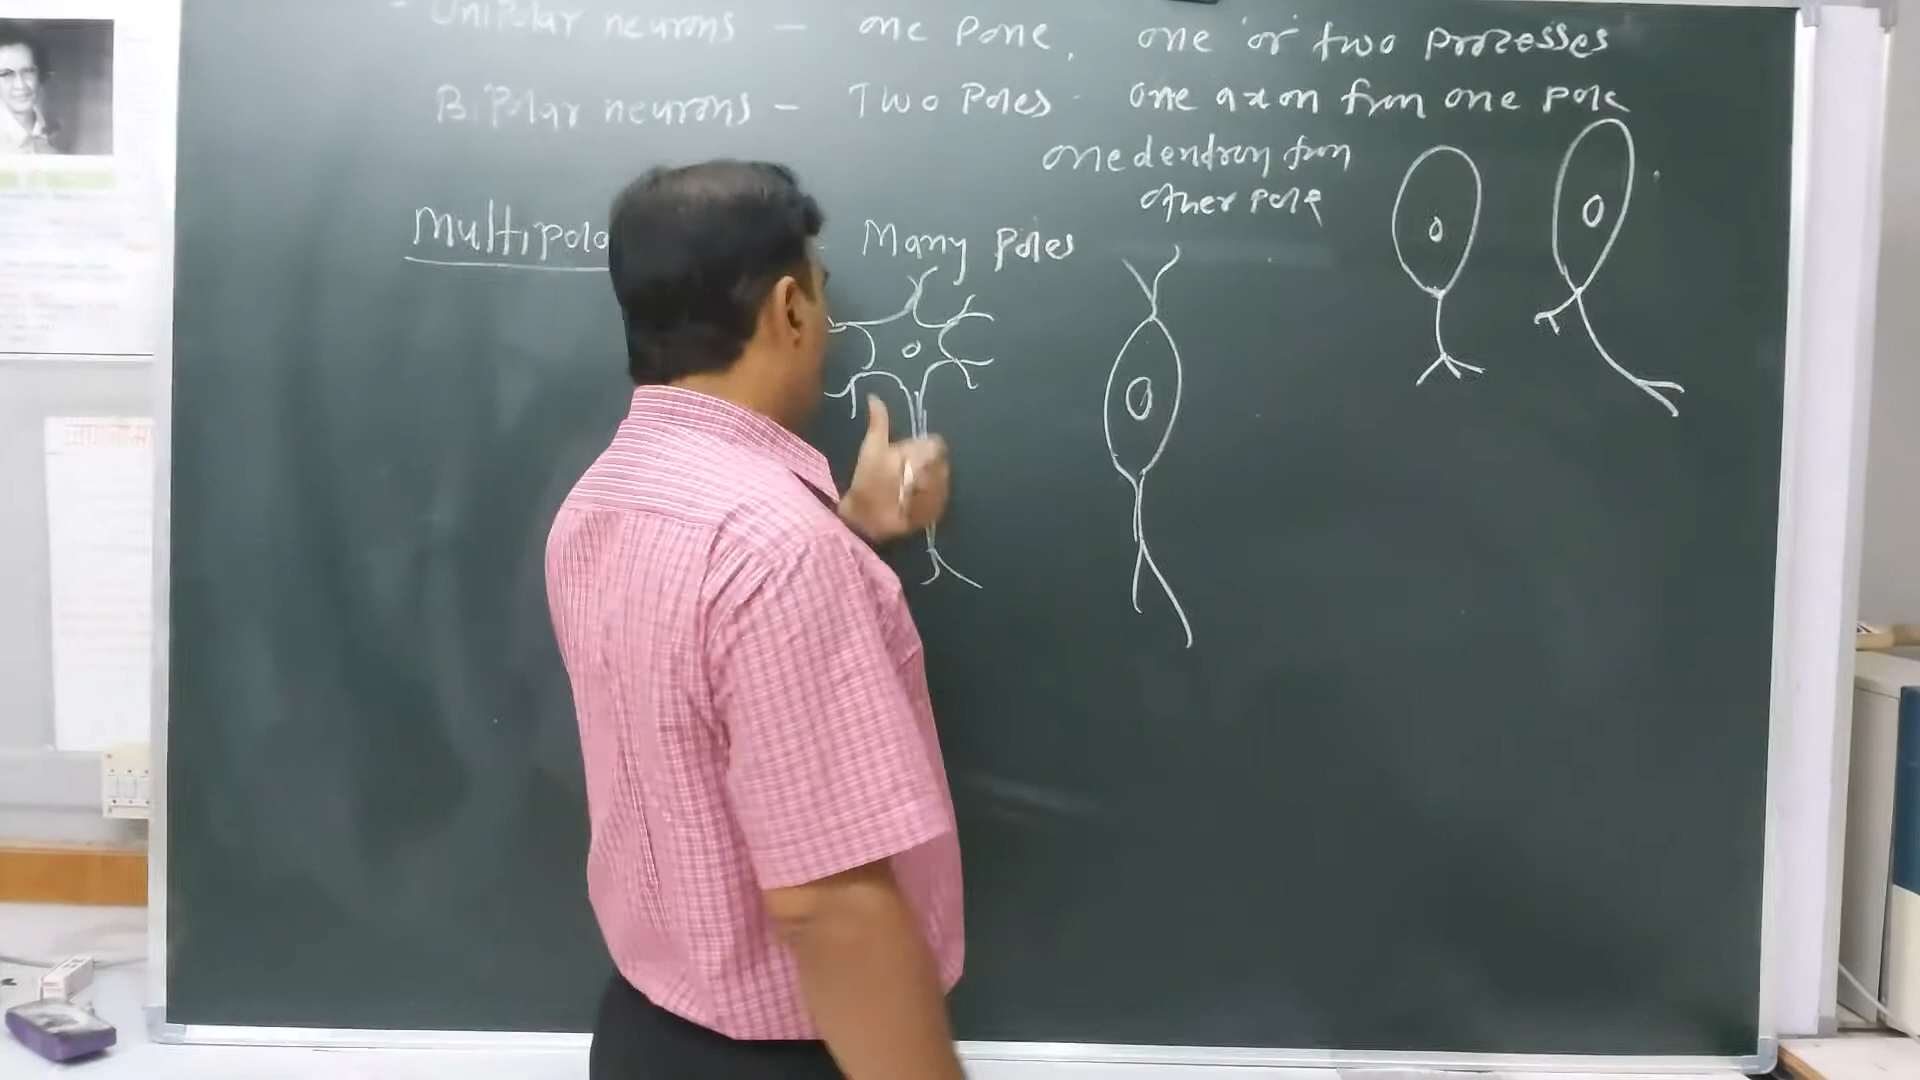 Unipolar neurons - one Pone, one 'or' two processes
Bipolar neurons - Two Poles - one axon from one pole
one dendron from
other pole
Multipola - Many Poles